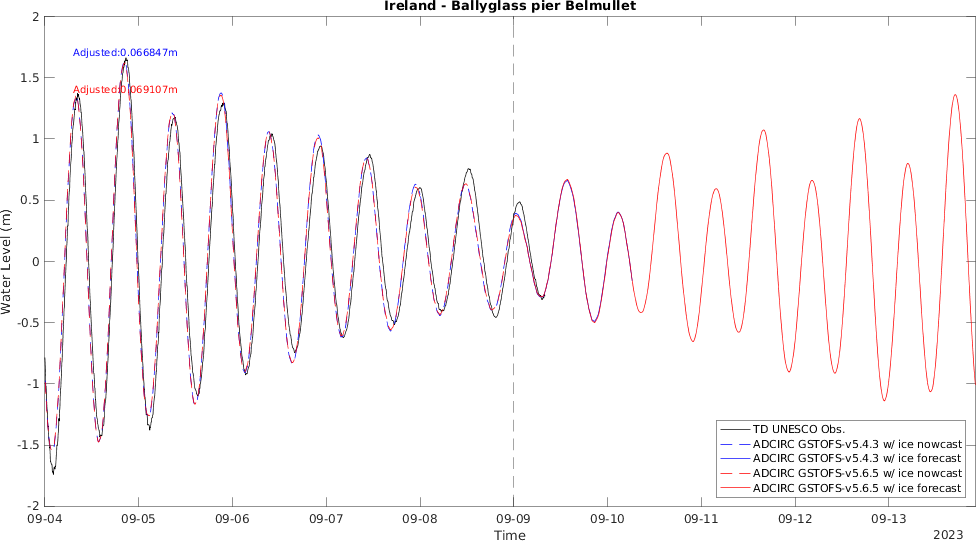 Ireland - Ballyglass pier Belmullet
Adjusted:0.066847m
Adjusted:0.069107m
Water Level (m)
2
1.5
1
0.5
0
-0.5
-1
-1.5
-2
TD UNESCO Obs.
ADCIRC GSTOFS-v5.4.3 w/ ice nowcast
ADCIRC GSTOFS-v5.4.3 w/ ice forecast
ADCIRC GSTOFS-v5.6.5 w/ ice nowcast
ADCIRC GSTOFS-v5.6.5 w/ ice forecast
09-04 09-05 09-06 09-07 09-08 09-09 09-10 09-11 09-12 09-13
Time
2023